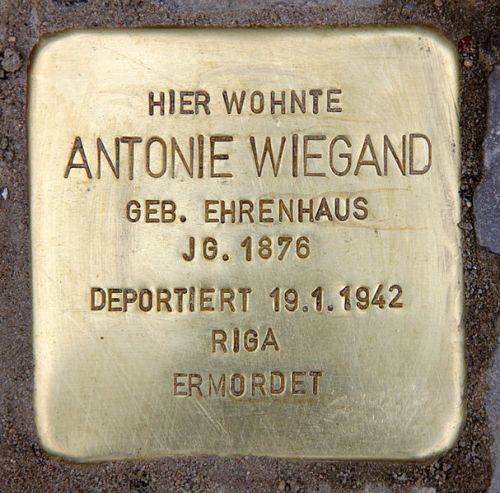 HIER WOHNTE
ANTONIE WIEGAND
GEB. EHRENHAUS
JG. 1876
DEPORTIERT 19.1.1942
RIGA
ERMORDET